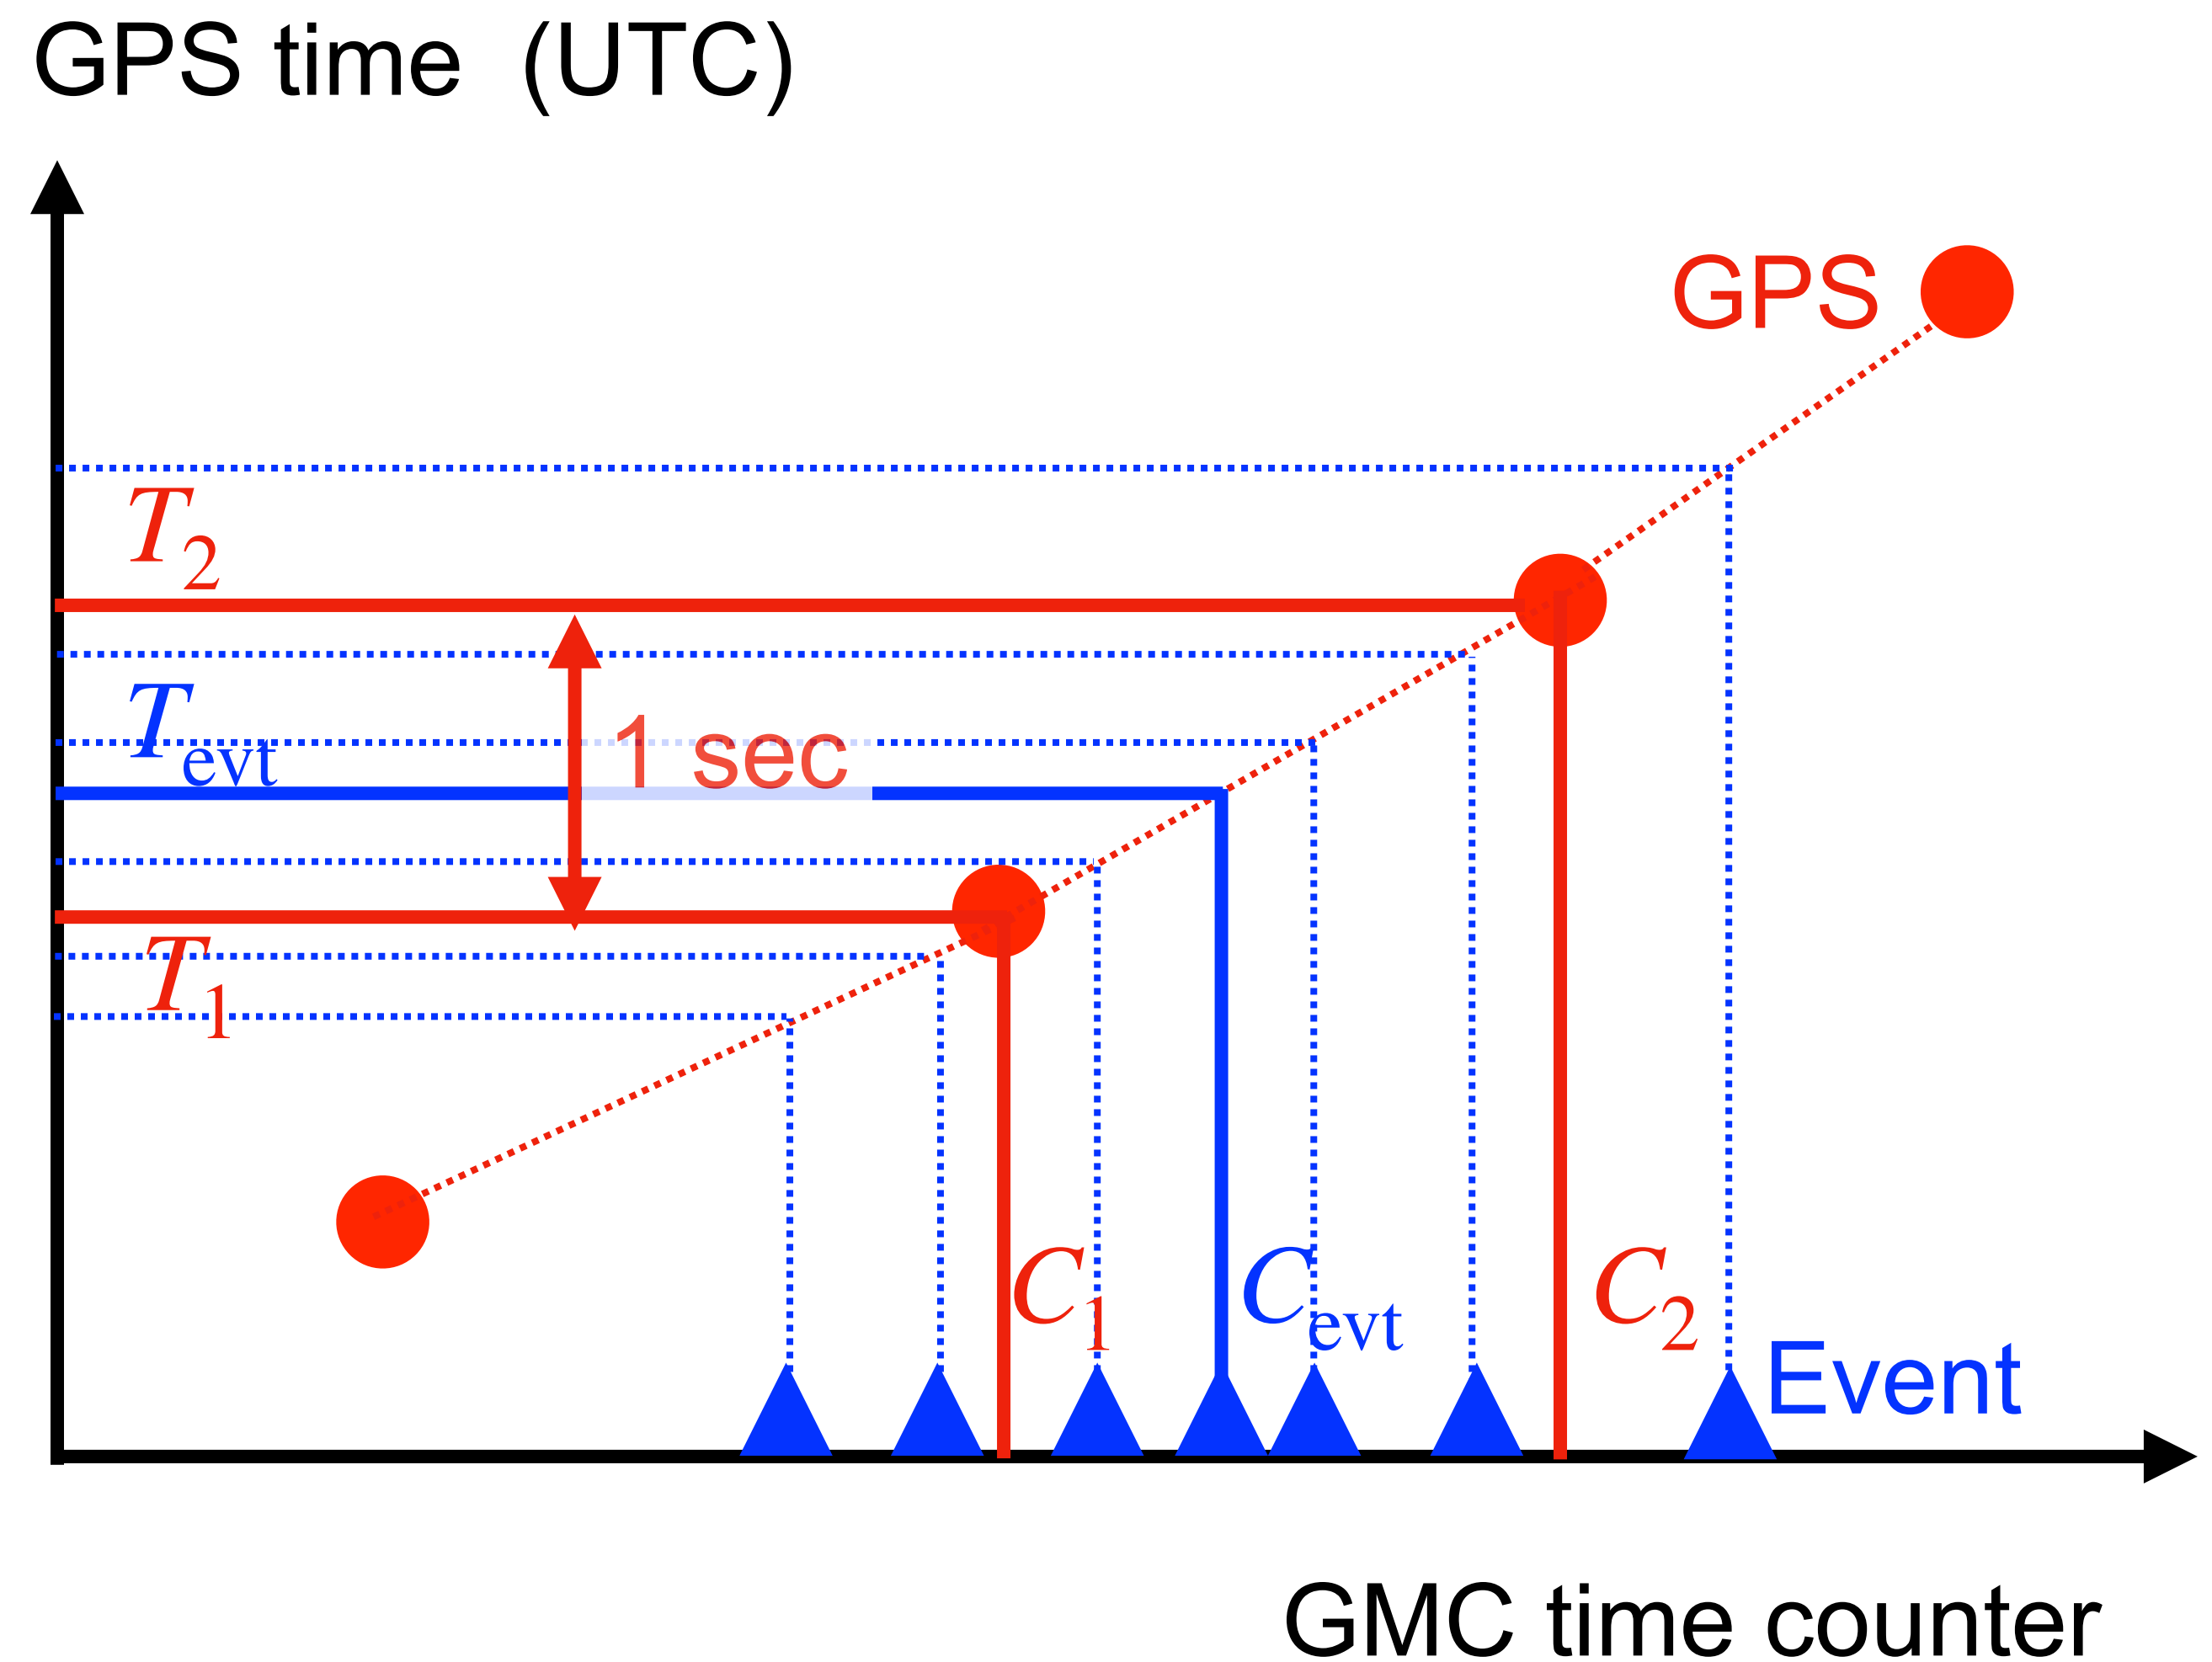 GPS time (UTC)
GPS
T2
Tevt
1 sec
T1
C1
Cevt
C2
Event
GMC time counter